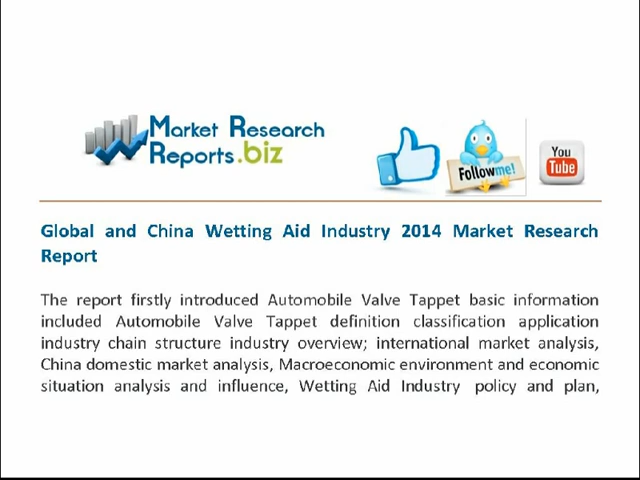 Market Research
Reports.biz
Follow me!
You
Tube
Global and China Wetting Aid Industry 2014 Market Research
Report
The report firstly introduced Automobile Valve Tappet basic information
included Automobile Valve Tappet definition classification application
industry chain structure industry overview; international market analysis,
China domestic market analysis, Macroeconomic environment and economic
situation analysis and influence, Wetting Aid Industry policy and plan,